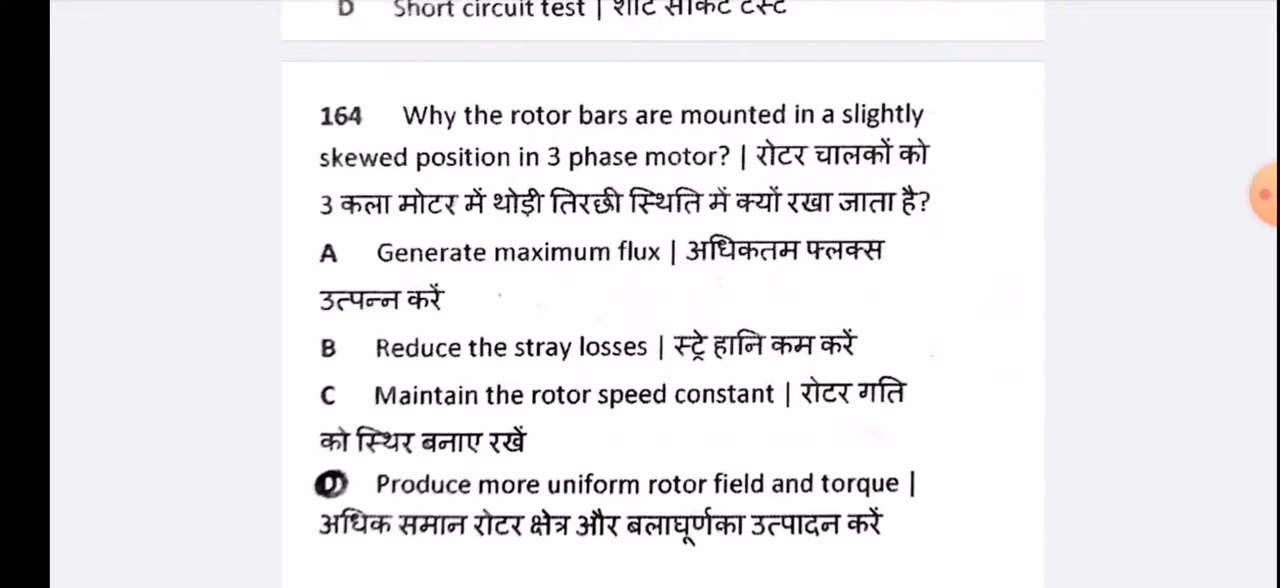 D Short circuit test | शॉर्ट सर्किट टेस्ट
164 Why the rotor bars are mounted in a slightly
skewed position in 3 phase motor? | रोटर चालकों को
3 कला मोटर में थोड़ी तिरछी स्थिति में क्यों रखा जाता है?
A Generate maximum flux | अधिकतम फ्लक्स
उत्पन्न करें
B Reduce the stray losses | स्ट्रे हानि कम करें
C Maintain the rotor speed constant | रोटर गति
को स्थिर बनाए रखें
D Produce more uniform rotor field and torque |
अधिक समान रोटर क्षेत्र और बलाघूर्णका उत्पादन करें